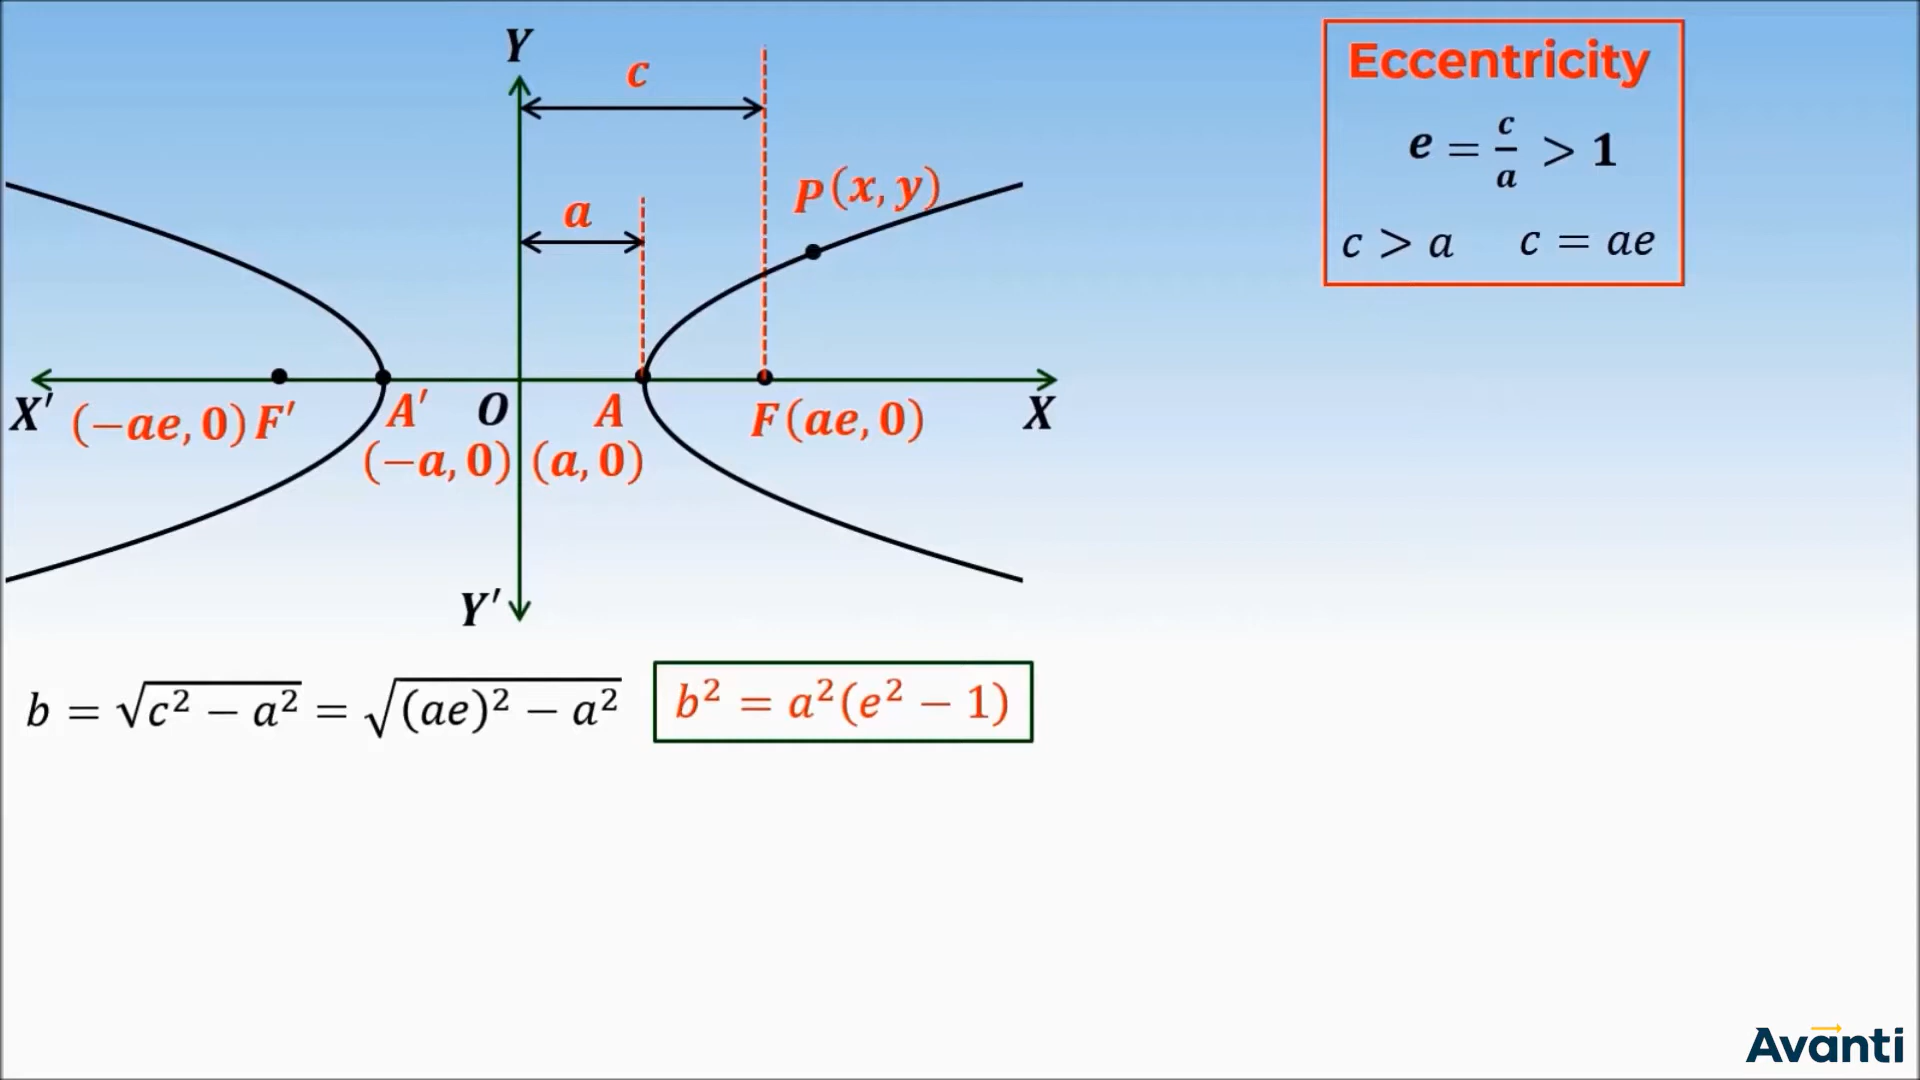 Y
c
Eccentricity
e = c/a > 1
P(x, y)
a
c > a c = ae
X′ (−ae, 0) F′ A′ O A F(ae, 0) X
(−a, 0) (a, 0)
Y′
b = √(c² − a²) = √((ae)² − a²) b² = a²(e² − 1)
Avanti